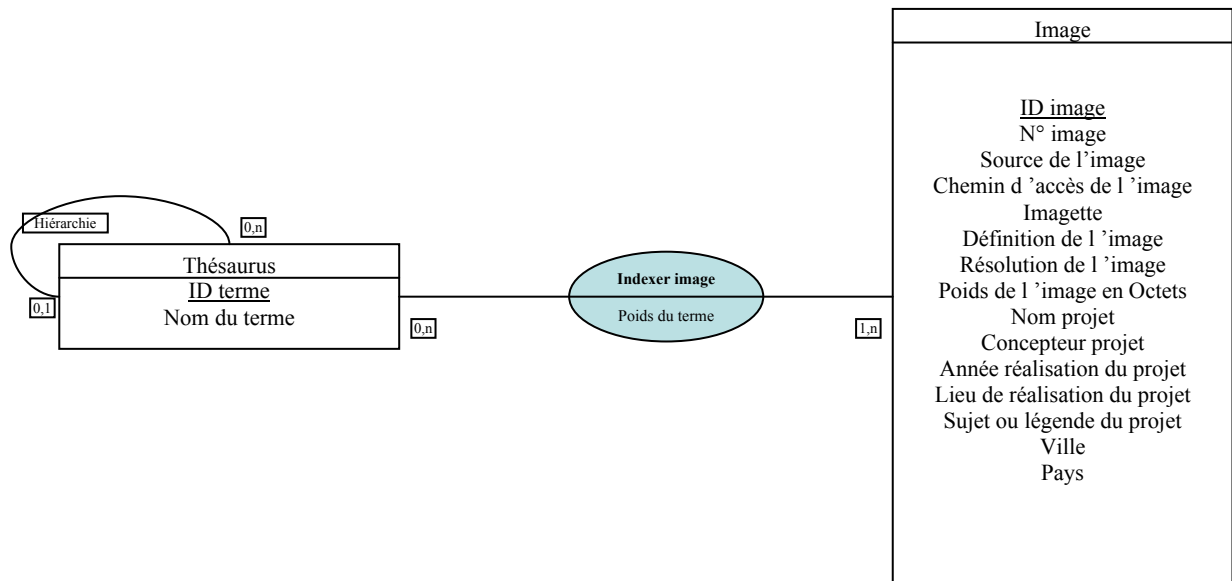 Hiérarchie
0,n
0,1
Thésaurus
ID terme
Nom du terme
0,n
Indexer image
Poids du terme
1,n
Image
ID image
N° image
Source de l'image
Chemin d ’accès de l ’image
Imagette
Définition de l ’image
Résolution de l ’image
Poids de l ’image en Octets
Nom projet
Concepteur projet
Année réalisation du projet
Lieu de réalisation du projet
Sujet ou légende du projet
Ville
Pays